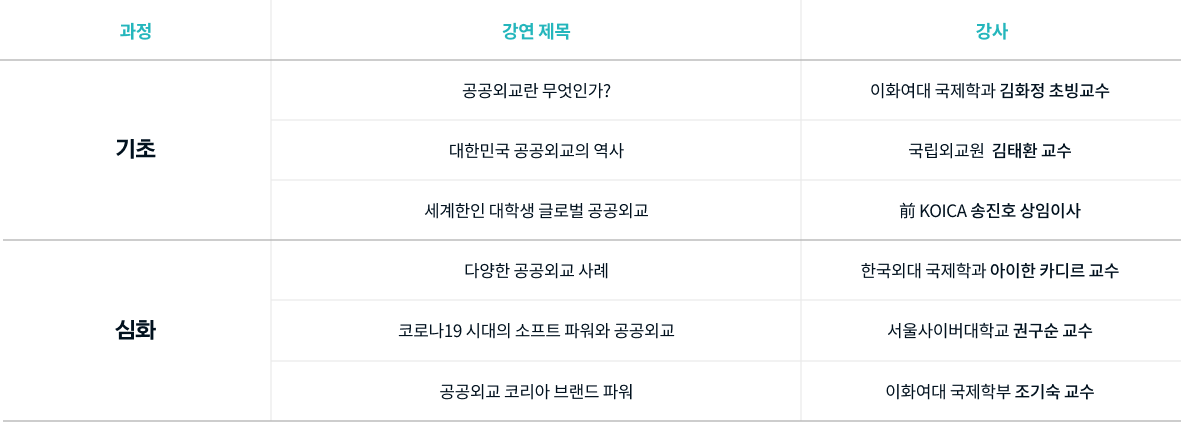 과정 강연 제목 강사
공공외교란 무엇인가? 이화여대 국제학과 김화정 초빙교수
기초 대한민국 공공외교의 역사 국립외교원 김태환 교수
세계한인 대학생 글로벌 공공외교 前 KOICA 송진호 상임이사
다양한 공공외교 사례 한국외대 국제학과 아이한 카디르 교수
심화 코로나19 시대의 소프트 파워와 공공외교 서울사이버대학교 권구순 교수
공공외교 코리아 브랜드 파워 이화여대 국제학부 조기숙 교수